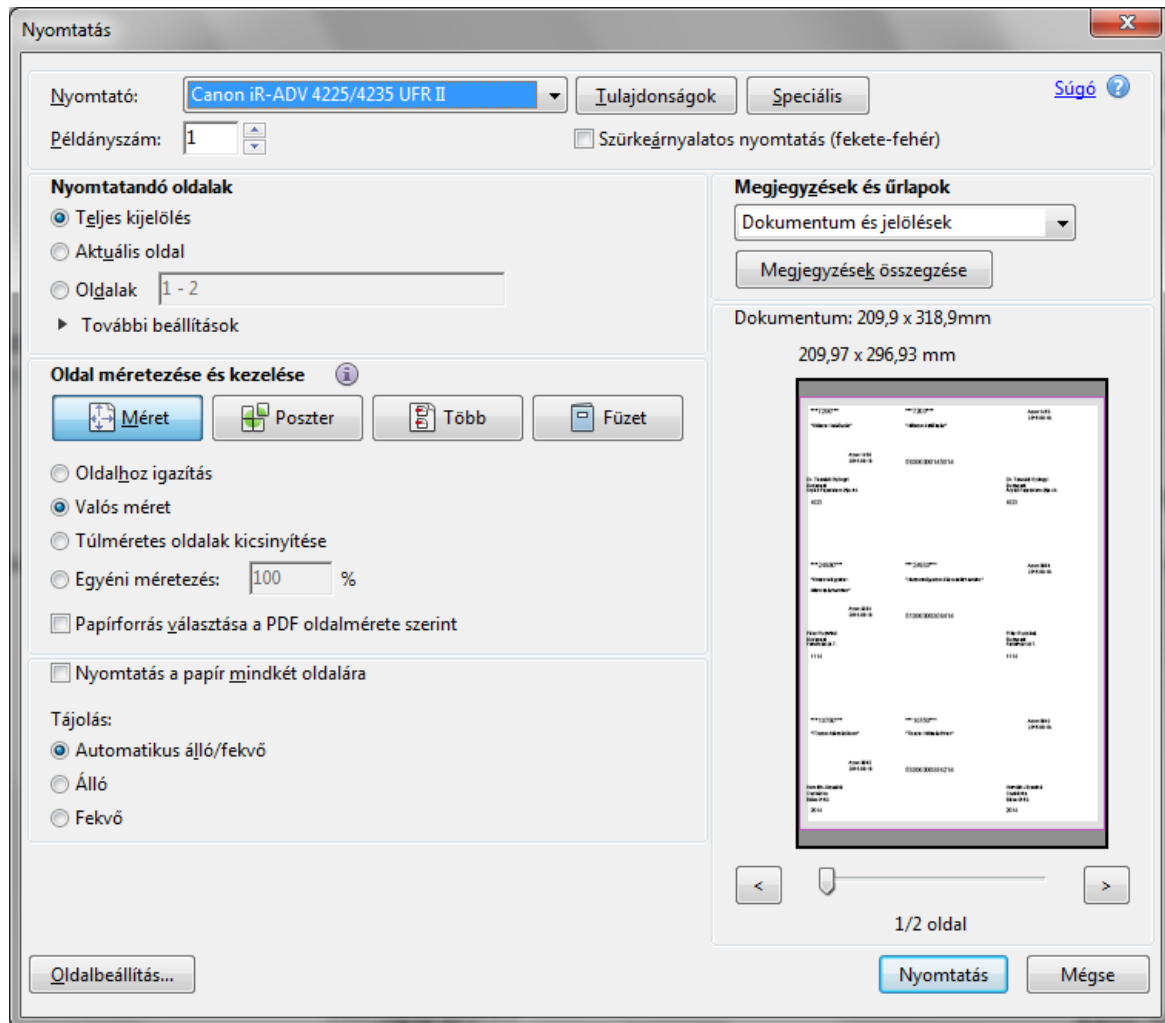 Nyomtatás
Nyomtató: Canon iR-ADV 4225/4235 UFR II Tulajdonságok Speciális Súgó
Példányszám: 1 Szürkeárnyalatos nyomtatás (fekete-fehér)
Nyomtatandó oldalak
Teljes kijelölés
Aktuális oldal
Oldalak 1 - 2
További beállítások
Megjegyzések és űrlapok
Dokumentum és jelölések
Megjegyzések összegzése
Oldal méretezése és kezelése
Méret Poszter Több Füzet
Oldalhoz igazítás
Valós méret
Túlméretes oldalak kicsinyítése
Egyéni méretezés: 100 %
Papírforrás választása a PDF oldalmérete szerint
Nyomtatás a papír mindkét oldalára
Tájolás:
Automatikus álló/fekvő
Álló
Fekvő
Dokumentum: 209,9 x 318,9mm
209,97 x 296,93 mm
< >
1/2 oldal
Oldalbeállítás... Nyomtatás Mégse